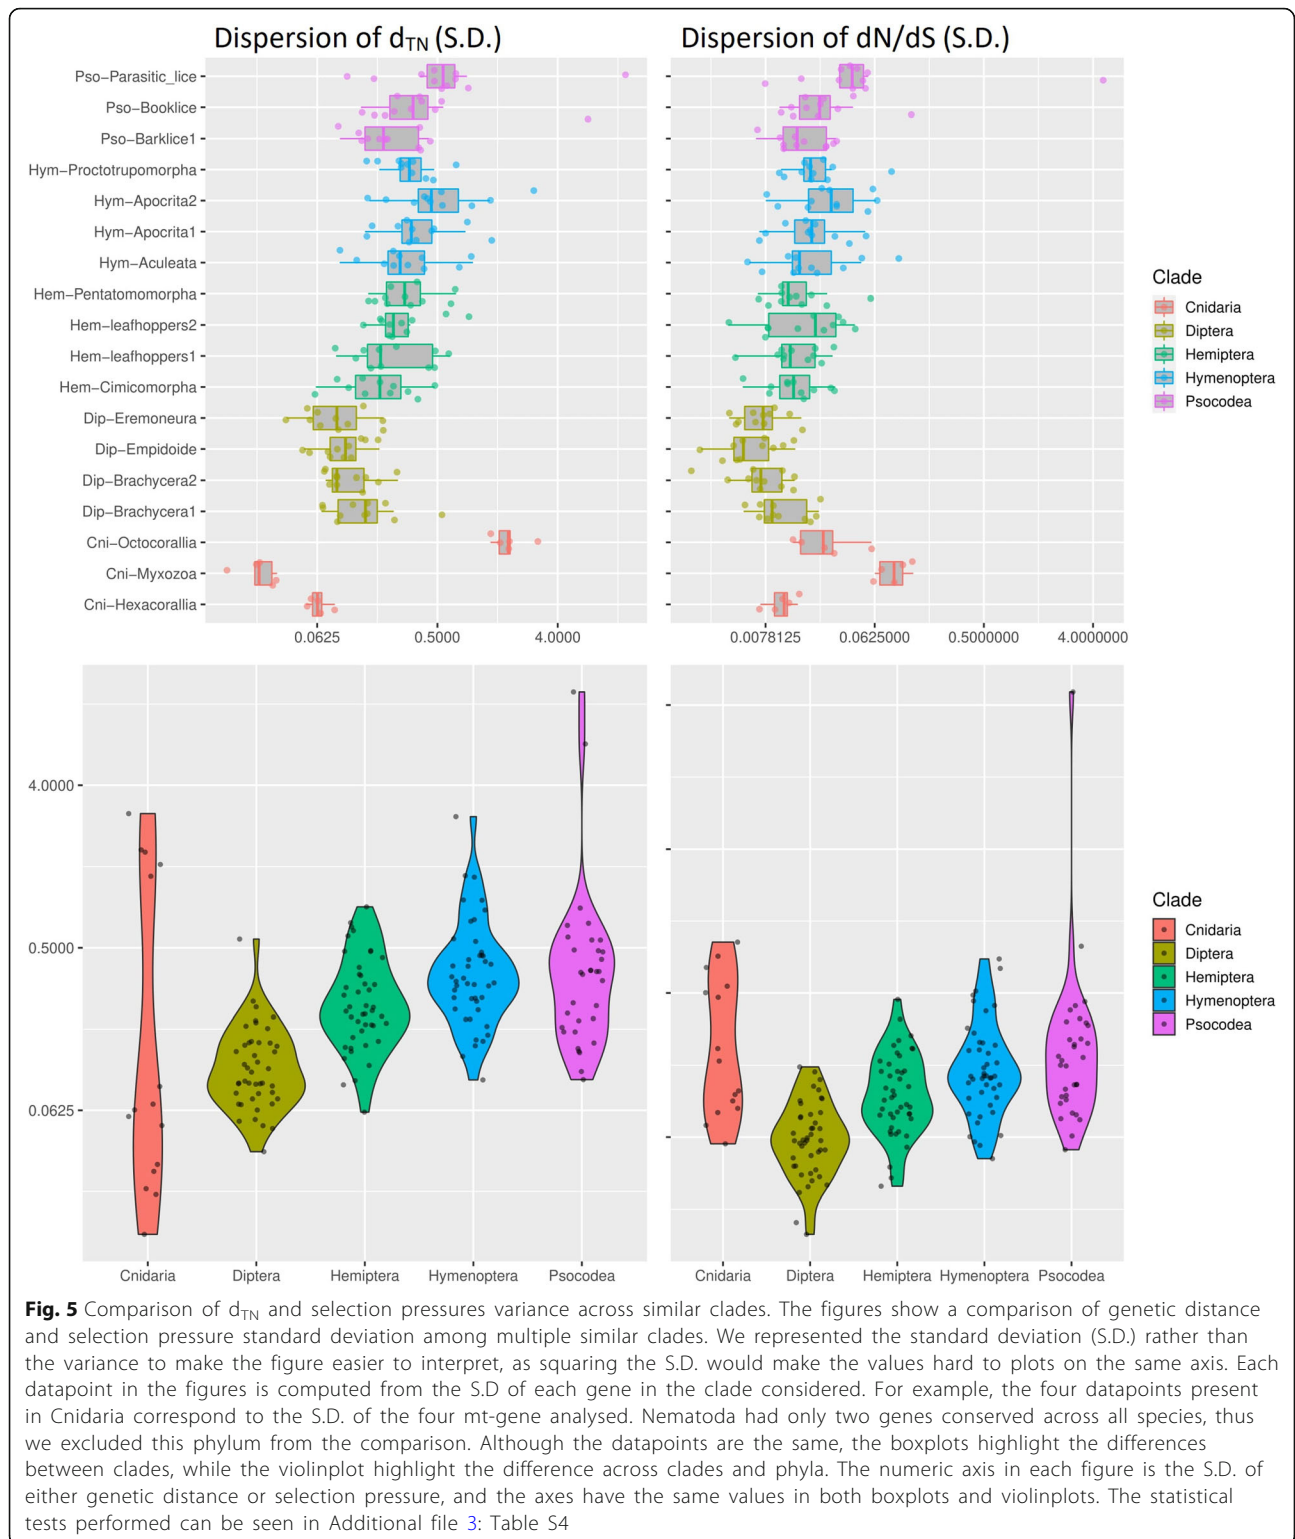 Dispersion of dTN (S.D.)
Dispersion of dN/dS (S.D.)
Pso−Parasitic_lice
Pso−Booklice
Pso−Barklice1
Hym−Proctotrupomorpha
Hym−Apocrita2
Hym−Apocrita1
Hym−Aculeata
Hem−Pentatomomorpha
Hem−leafhoppers2
Hem−leafhoppers1
Hem−Cimicomorpha
Dip−Eremoneura
Dip−Empidoide
Dip−Brachycera2
Dip−Brachycera1
Cni−Octocorallia
Cni−Myxozoa
Cni−Hexacorallia
0.0625 0.5000 4.0000
0.0078125 0.0625000 0.5000000 4.0000000
Clade
Cnidaria
Diptera
Hemiptera
Hymenoptera
Psocodea
4.0000
0.5000
0.0625
Cnidaria Diptera Hemiptera Hymenoptera Psocodea
Cnidaria Diptera Hemiptera Hymenoptera Psocodea
Clade
Cnidaria
Diptera
Hemiptera
Hymenoptera
Psocodea
Fig. 5 Comparison of dTN and selection pressures variance across similar clades. The figures show a comparison of genetic distance
and selection pressure standard deviation among multiple similar clades. We represented the standard deviation (S.D.) rather than
the variance to make the figure easier to interpret, as squaring the S.D. would make the values hard to plots on the same axis. Each
datapoint in the figures is computed from the S.D of each gene in the clade considered. For example, the four datapoints present
in Cnidaria correspond to the S.D. of the four mt-gene analysed. Nematoda had only two genes conserved across all species, thus
we excluded this phylum from the comparison. Although the datapoints are the same, the boxplots highlight the differences
between clades, while the violinplot highlight the difference across clades and phyla. The numeric axis in each figure is the S.D. of
either genetic distance or selection pressure, and the axes have the same values in both boxplots and violinplots. The statistical
tests performed can be seen in Additional file 3: Table S4